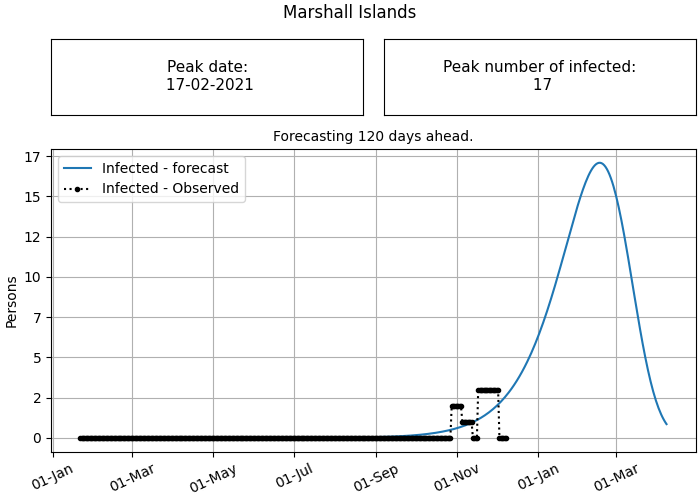 Marshall Islands
Peak date:
17-02-2021
Peak number of infected:
17
Forecasting 120 days ahead.
Infected - forecast
Infected - Observed
Persons
17
15
12
10
7
5
2
0
01-Jan
01-Mar
01-May
01-Jul
01-Sep
01-Nov
01-Jan
01-Mar